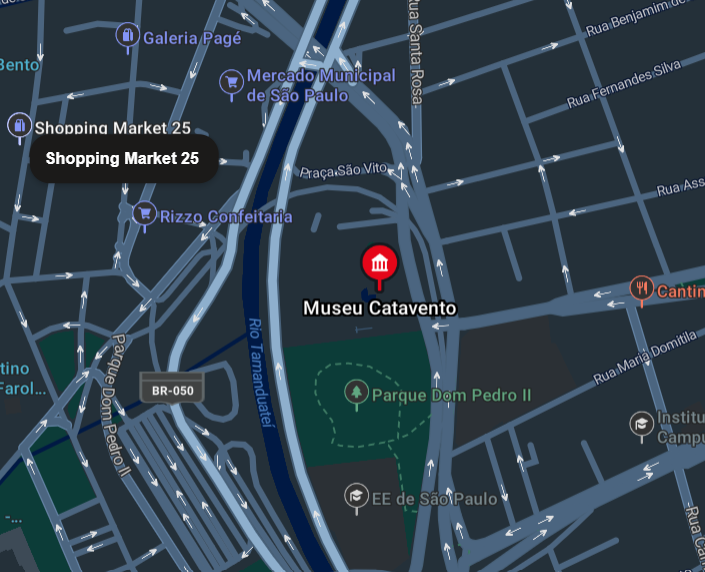 Galeria Pagé
Bento
Mercado Municipal
de São Paulo
Rua Santa Rosa
Rua Benjamim de
Rua Fernandes Silva
Shopping Market 25
Shopping Market 25
Praça São Vito
Rua Ass
Rizzo Confeitaria
Museu Catavento
Cantin
Rio Tamanduateí
Parque Dom Pedro II
tino
Farol...
BR-050
Rua Maria Domitila
Parque Dom Pedro II
Institu
Campu
EE de São Paulo
-...
Rua Can